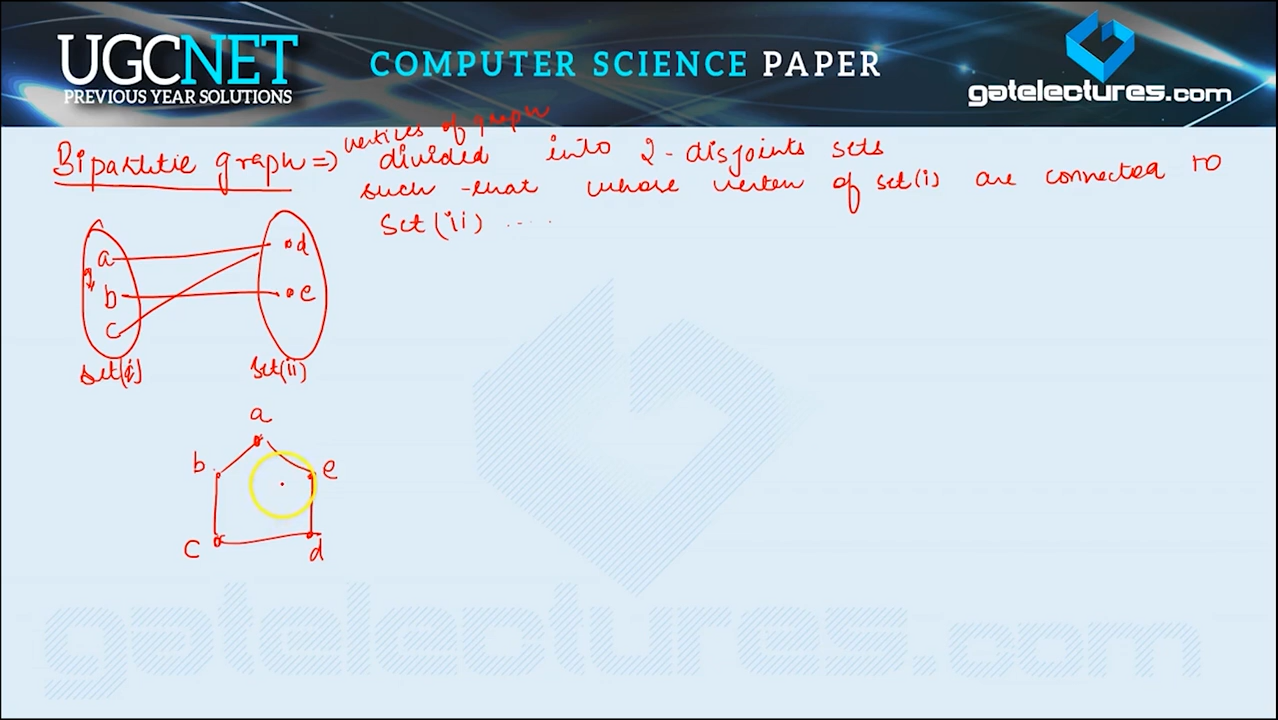 UGCNET
PREVIOUS YEAR SOLUTIONS
COMPUTER SCIENCE PAPER
gatelectures.com
vertices of graph
Bipartitie graph => divided into 2-disjoints sets
such that whose vertex of set(i) are connected to
Set (ii) ....
a
b
c
d
e
set(i)
set(ii)
a
b
e
c
d
gatelectures.com